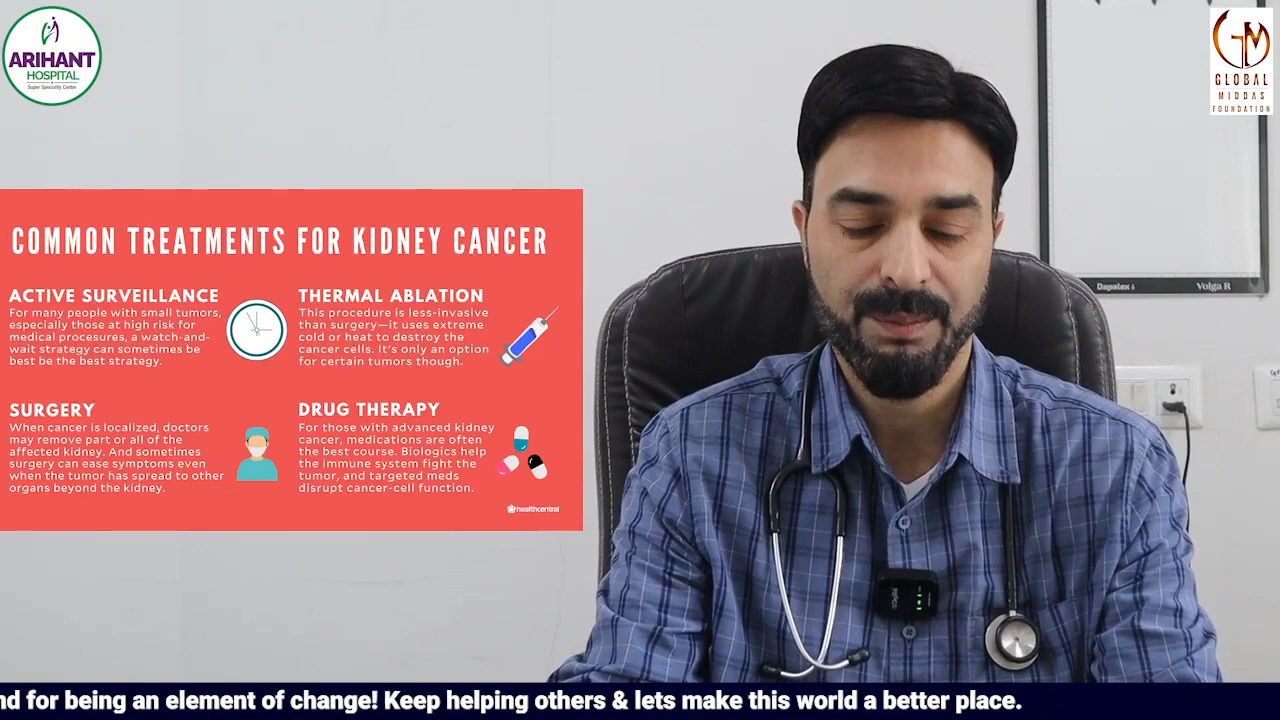 ARIHANT
HOSPITAL
Super Speciality Centre
GM
GLOBAL
MIDDAS
FOUNDATION
COMMON TREATMENTS FOR KIDNEY CANCER
ACTIVE SURVEILLANCE
For many people with small tumors,
especially those at high risk for
medical procesures, a watch-and-
wait strategy can sometimes be
best be the best strategy.
THERMAL ABLATION
This procedure is less-invasive
than surgery—it uses extreme
cold or heat to destroy the
cancer cells. It's only an option
for certain tumors though.
SURGERY
When cancer is localized, doctors
may remove part or all of the
affected kidney. And sometimes
surgery can ease symptoms even
when the tumor has spread to other
organs beyond the kidney.
DRUG THERAPY
For those with advanced kidney
cancer, medications are often
the best course. Biologics help
the immune system fight the
tumor, and targeted meds
disrupt cancer-cell function.
healthcentral
Volga R
nd for being an element of change! Keep helping others & lets make this world a better place.